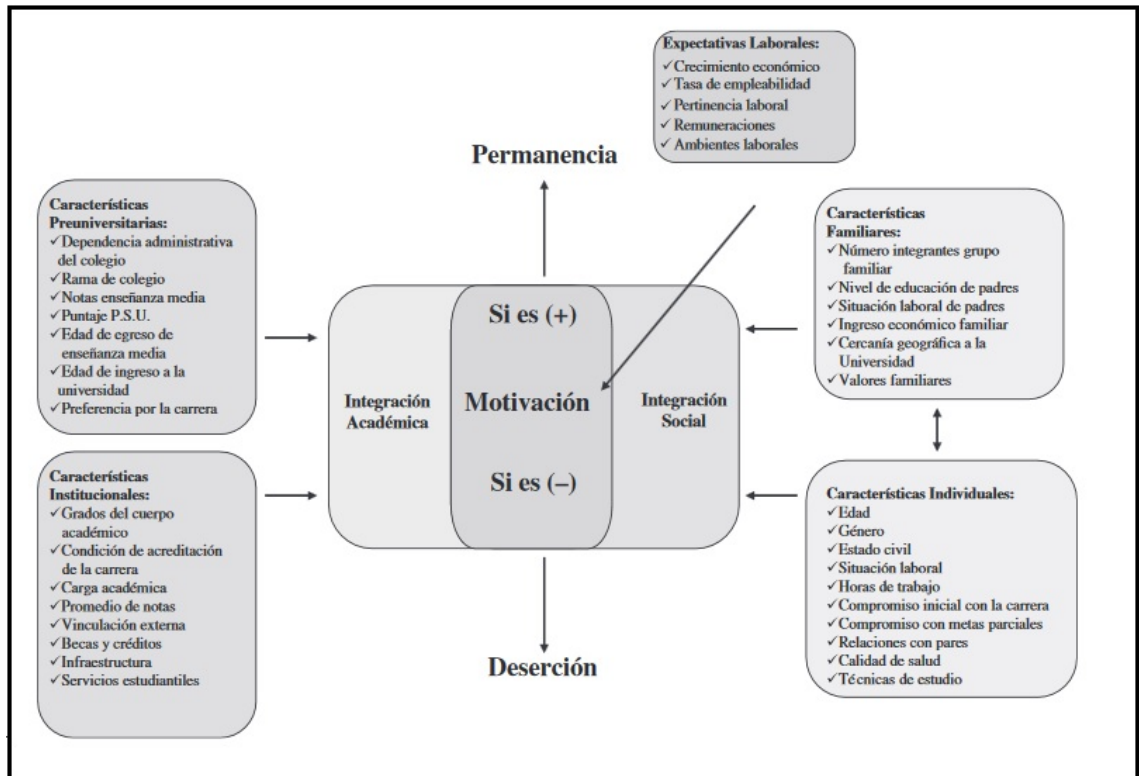 Expectativas Laborales:
✓Crecimiento económico
✓Tasa de empleabilidad
✓Pertinencia laboral
✓Remuneraciones
✓Ambientes laborales
Permanencia
Características
Preuniversitarias:
✓Dependencia administrativa
del colegio
✓Rama de colegio
✓Notas enseñanza media
✓Puntaje P.S.U.
✓Edad de egreso de
enseñanza media
✓Edad de ingreso a la
universidad
✓Preferencia por la carrera
Características
Institucionales:
✓Grados del cuerpo
académico
✓Condición de acreditación
de la carrera
✓Carga académica
✓Promedio de notas
✓Vinculación externa
✓Becas y créditos
✓Infraestructura
✓Servicios estudiantiles
Integración
Académica
Si es (+)
Motivación
Si es (–)
Integración
Social
Deserción
Características
Familiares:
✓Número integrantes grupo
familiar
✓Nivel de educación de padres
✓Situación laboral de padres
✓Ingreso económico familiar
✓Cercanía geográfica a la
Universidad
✓Valores familiares
Características Individuales:
✓Edad
✓Género
✓Estado civil
✓Situación laboral
✓Horas de trabajo
✓Compromiso inicial con la carrera
✓Compromiso con metas parciales
✓Relaciones con pares
✓Calidad de salud
✓Técnicas de estudio